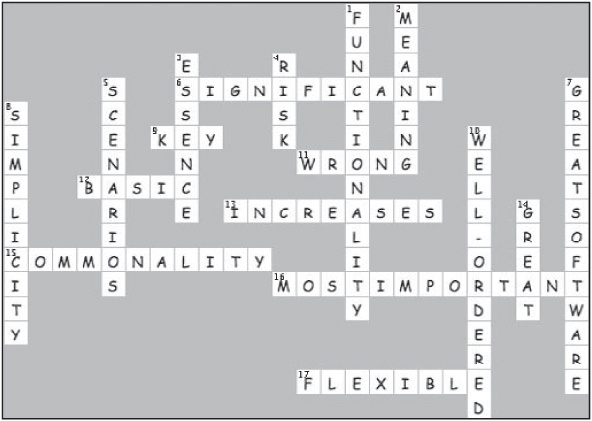 1 FUNCTIONALITY
2 MEANING
3 ESSENCE
4 RISK
5 SCENARIOS
6 SIGNIFICANT
7 GREATSOFTWARE
8 SIMPLICITY
9 KEY
10 WELL-ORDERED
11 WRONG
12 BASIC
13 INCREASES
14 GREAT
15 COMMONALITY
16 MOSTIMPORTANT
17 FLEXIBLE